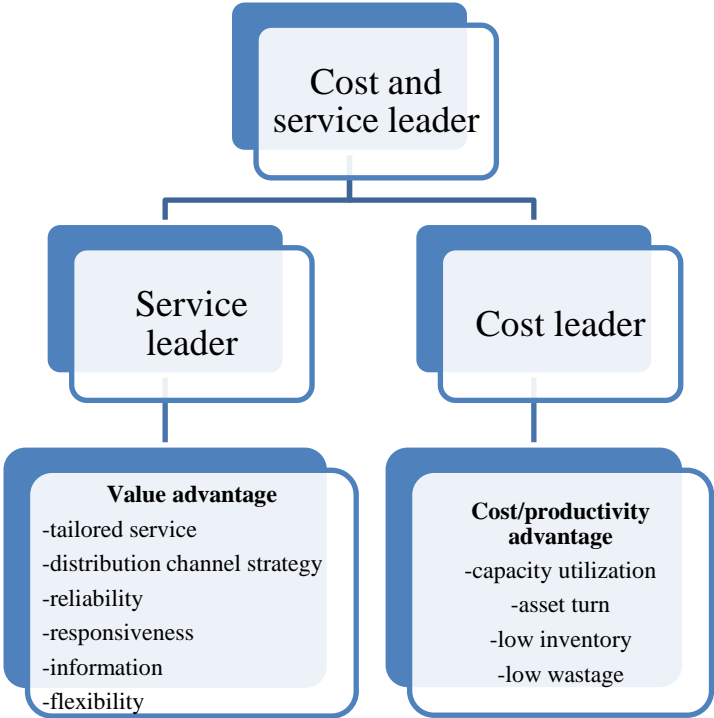 Cost and
service leader
Service
leader
Cost leader
Value advantage
-tailored service
-distribution channel strategy
-reliability
-responsiveness
-information
-flexibility
Cost/productivity
advantage
-capacity utilization
-asset turn
-low inventory
-low wastage